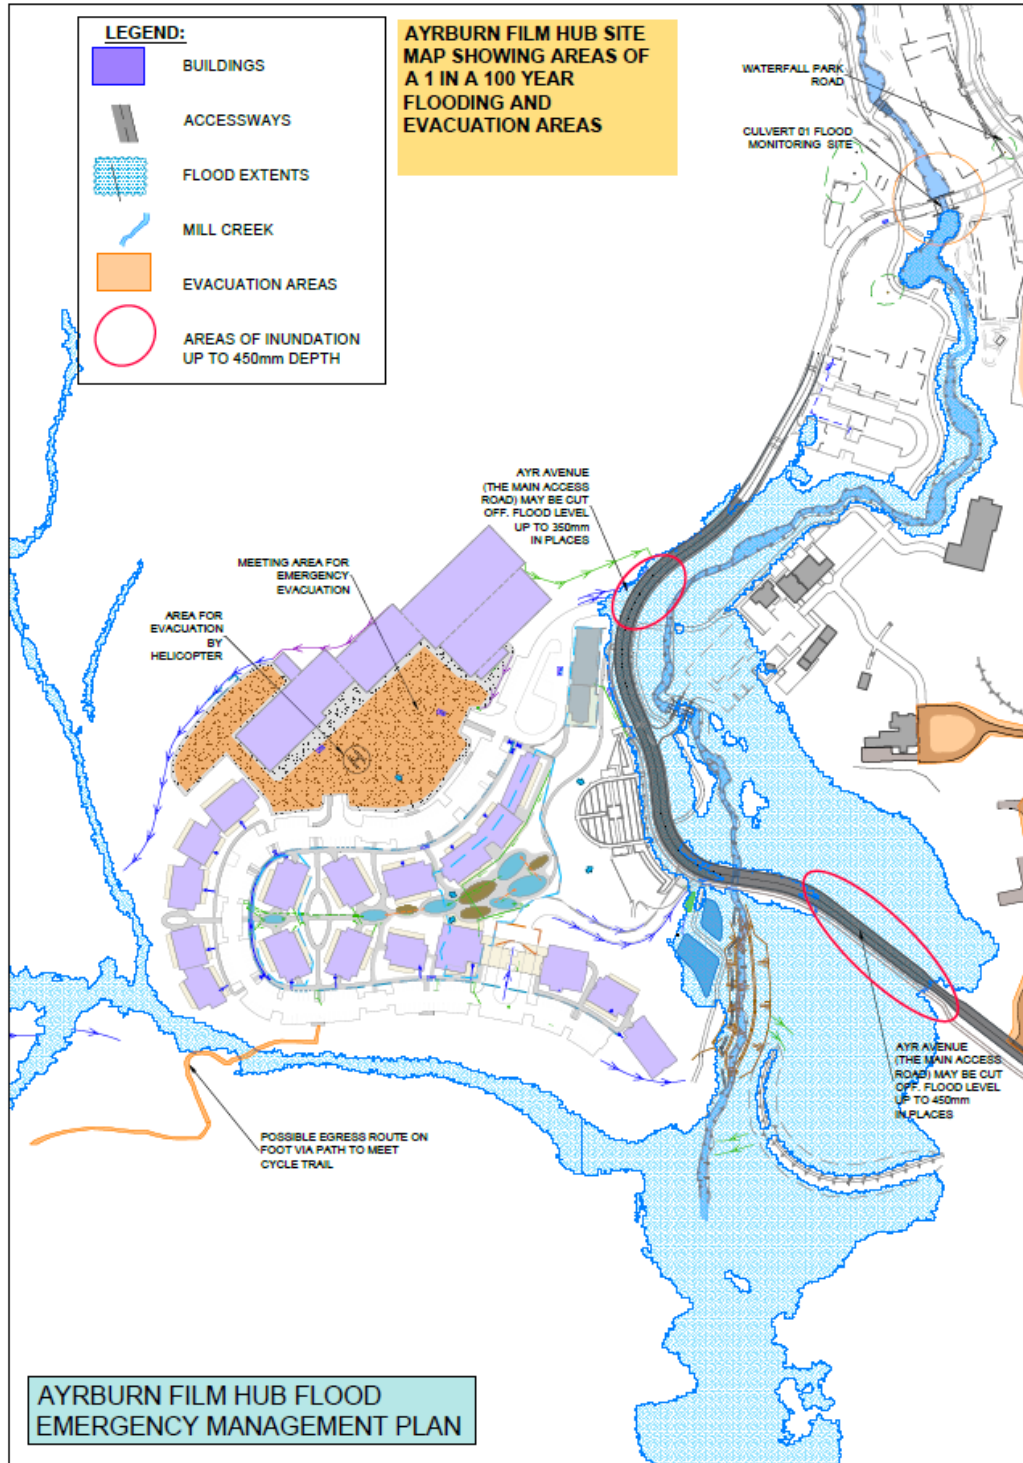 LEGEND:
BUILDINGS
ACCESSWAYS
FLOOD EXTENTS
MILL CREEK
EVACUATION AREAS
AREAS OF INUNDATION
UP TO 450mm DEPTH
AYRBURN FILM HUB SITE
MAP SHOWING AREAS OF
A 1 IN A 100 YEAR
FLOODING AND
EVACUATION AREAS
WATERFALL PARK
ROAD
CULVERT 01 FLOOD
MONITORING SITE
AYR AVENUE
(THE MAIN ACCESS
ROAD) MAY BE CUT
OFF. FLOOD LEVEL
UP TO 350mm
IN PLACES
MEETING AREA FOR
EMERGENCY
EVACUATION
AREA FOR
EVACUATION
BY
HELICOPTER
H
AYR AVENUE
(THE MAIN ACCESS
ROAD) MAY BE CUT
OFF. FLOOD LEVEL
UP TO 450mm
IN PLACES
POSSIBLE EGRESS ROUTE ON
FOOT VIA PATH TO MEET
CYCLE TRAIL
AYRBURN FILM HUB FLOOD
EMERGENCY MANAGEMENT PLAN